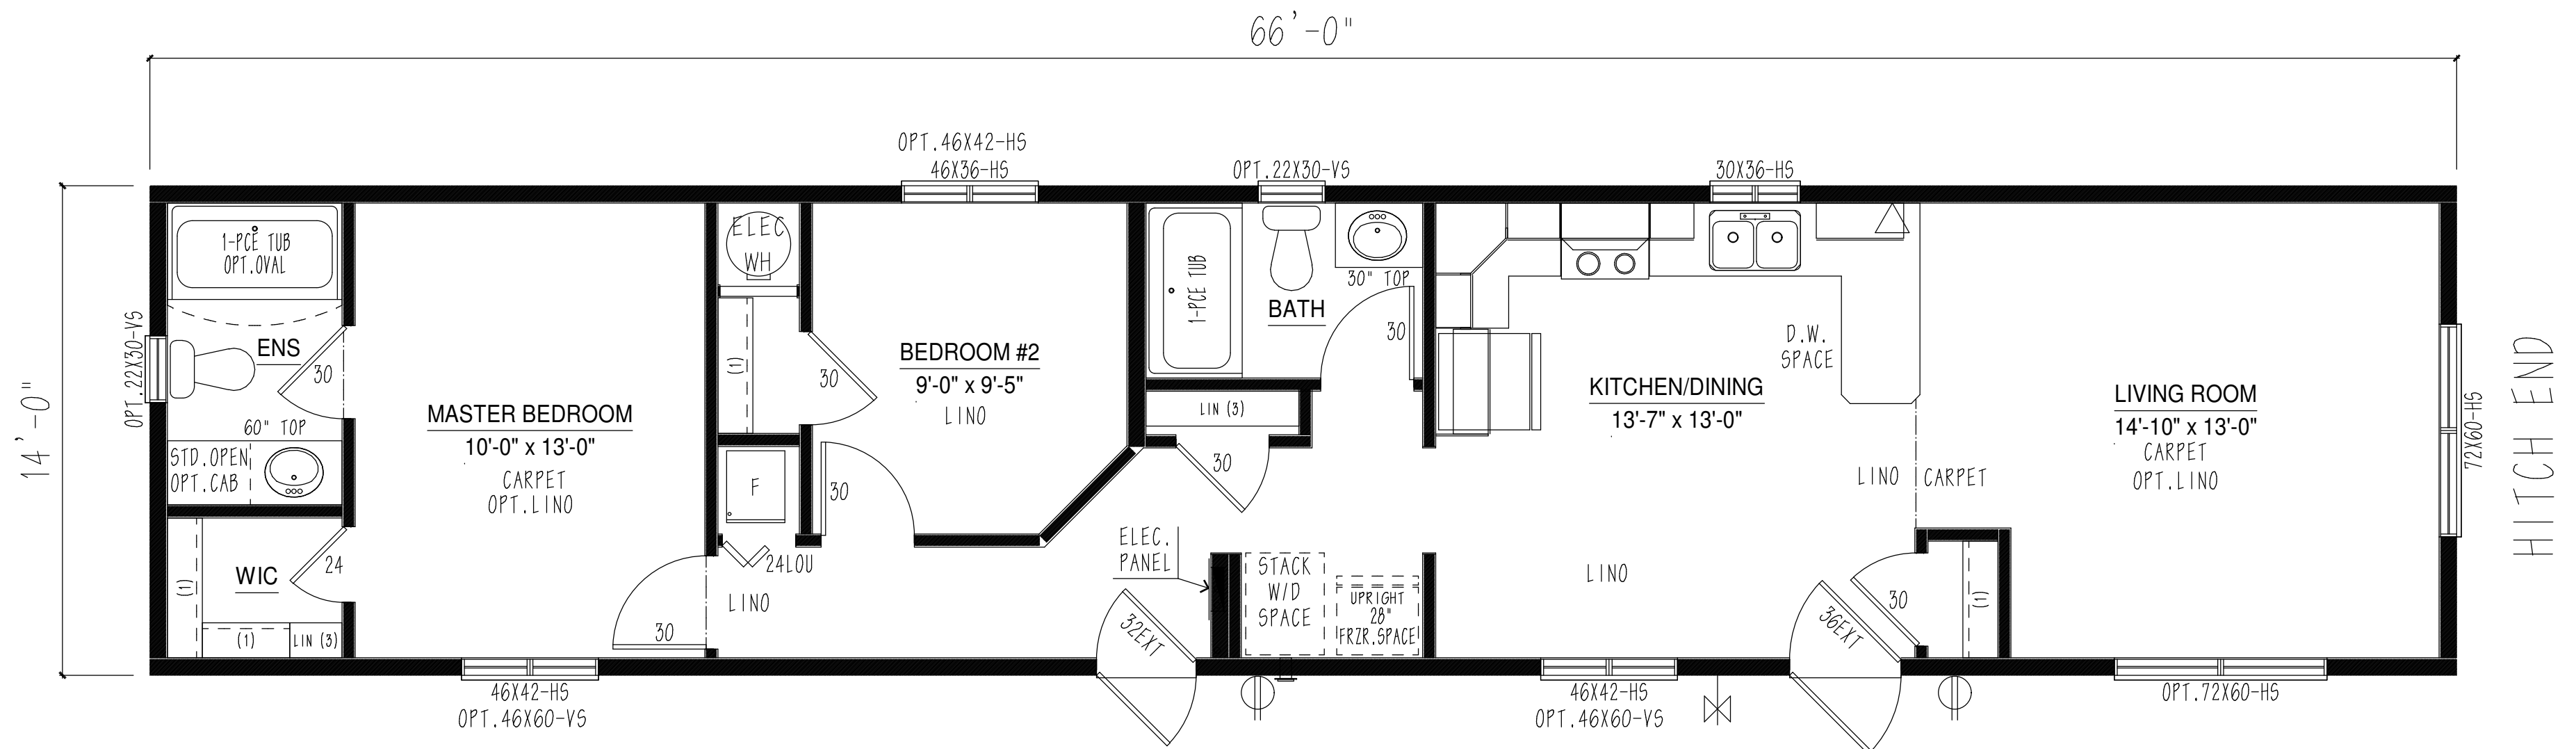 66'-0"
OPT.46X42-HS
46X36-HS
OPT.22X30-VS
30X36-HS
14'-0"
OPT.22X30-VS
1-PCE TUB
OPT.OVAL
ENS
30
60" TOP
STD.OPEN
OPT.CAB
WIC
24
(1)
(1)
LIN (3)
MASTER BEDROOM
10'-0" x 13'-0"
CARPET
OPT.LINO
30
46X42-HS
OPT.46X60-VS
ELEC
WH
(1)
30
F
24LOU
LINO
BEDROOM #2
9'-0" x 9'-5"
LINO
30
1-PCE TUB
BATH
30" TOP
30
LIN (3)
30
ELEC.
PANEL
32EXT
STACK
W/D
SPACE
UPRIGHT
28"
FRZR.SPACE
KITCHEN/DINING
13'-7" x 13'-0"
D.W.
SPACE
LINO
LINO
CARPET
46X42-HS
OPT.46X60-VS
36EXT
30
(1)
LIVING ROOM
14'-10" x 13'-0"
CARPET
OPT.LINO
OPT.72X60-HS
72X60-HS
HITCH END